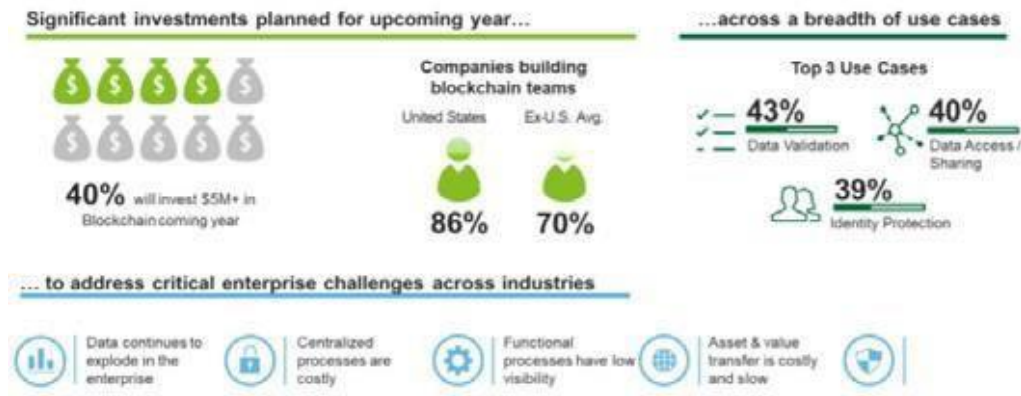 Significant investments planned for upcoming year...
...across a breadth of use cases
$ $ $ $ $
$ $ $ $ $
40% will invest $5M+ in
Blockchain coming year
Companies building
blockchain teams
United States
Ex-U.S. Avg.
86%
70%
Top 3 Use Cases
43%
Data Validation
40%
Data Access /
Sharing
39%
Identity Protection
... to address critical enterprise challenges across industries
Data continues to
explode in the
enterprise
Centralized
processes are
costly
Functional
processes have low
visibility
Asset & value
transfer is costly
and slow